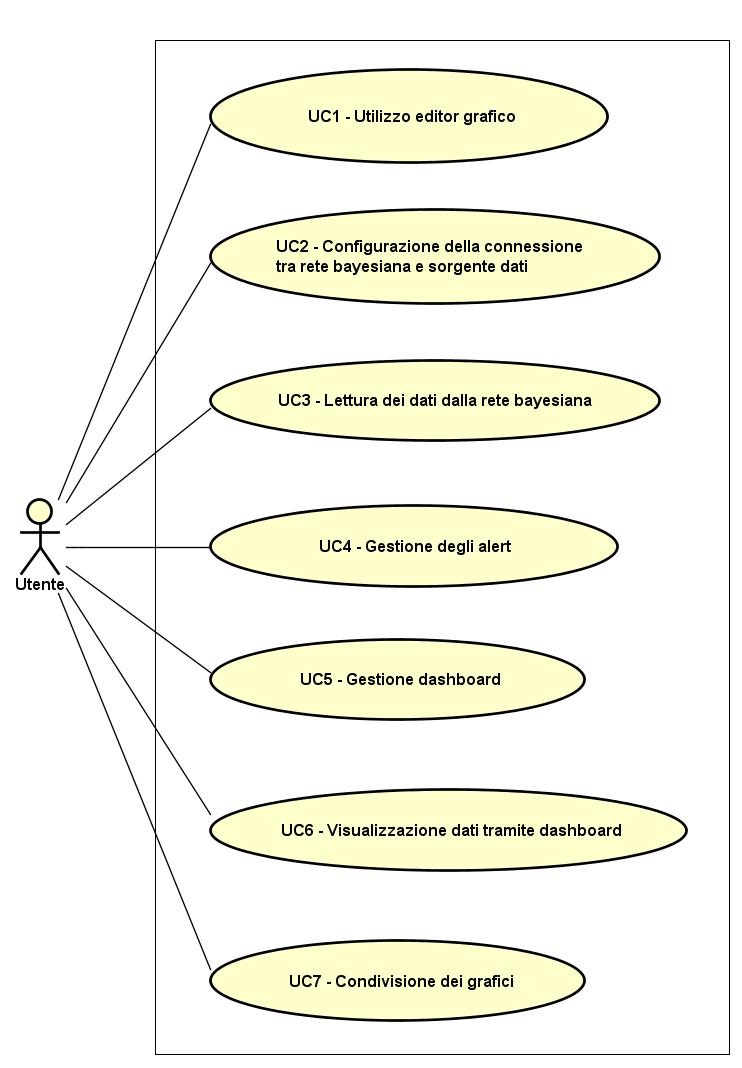 UC1 - Utilizzo editor grafico
UC2 - Configurazione della connessione
tra rete bayesiana e sorgente dati
UC3 - Lettura dei dati dalla rete bayesiana
UC4 - Gestione degli alert
Utente
UC5 - Gestione dashboard
UC6 - Visualizzazione dati tramite dashboard
UC7 - Condivisione dei grafici